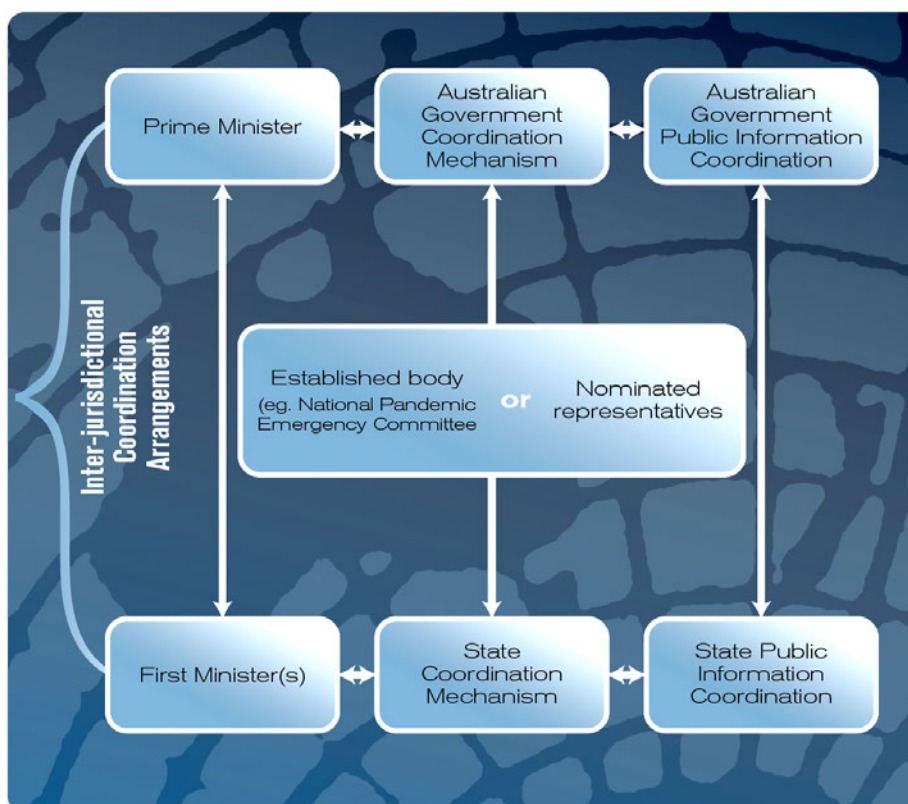 Prime Minister
Australian
Government
Coordination
Mechanism
Australian
Government
Public Information
Coordination
Inter-jurisdictional
Coordination
Arrangements
Established body
(eg. National Pandemic
Emergency Committee
or
Nominated
representatives
First Minister(s)
State
Coordination
Mechanism
State Public
Information
Coordination